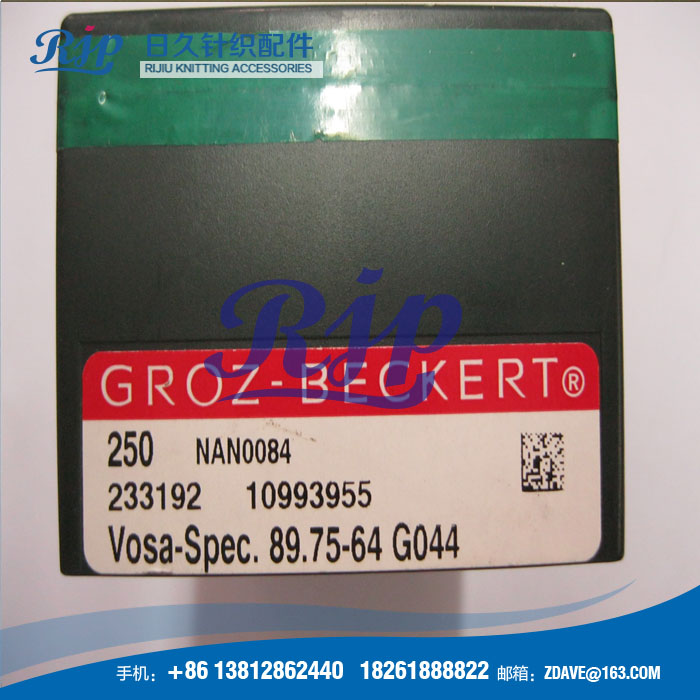 Rjp 日久针织配件
RIJIU KNITTING ACCESSORIES
Rjp
GROZ-BECKERT®
250 NAN0084
233192 10993955
Vosa-Spec. 89.75-64 G044
手机：+86 13812862440 18261888822 邮箱：ZDAVE@163.COM